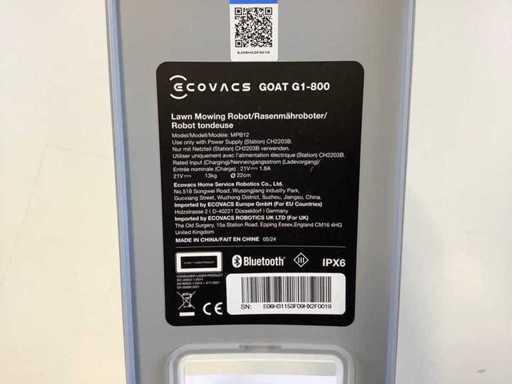 ECOVACS GOAT G1-800
Lawn Mowing Robot/Rasenmähroboter/
Robot tondeuse
Model/Modell/Modèle: MPB12
Use only with Power Supply (Station) CH2203B.
Nur mit Netzteil (Station) CH2203B verwenden.
Utiliser uniquement avec l'alimentation électrique (Station) CH2203B.
Rated Input (Charging)/Nenneingangsstrom (Ladevorgang)/
Entrée nominale (Charge) : 21V⎓ 1.8A
21V⎓ 13kg Ø 22cm
Ecovacs Home Service Robotics Co., Ltd.
No.518 Songwei Road, Wusongjiang Industry Park,
Guoxiang Street, Wuzhong District, Suzhou, Jiangsu, China.
Imported by ECOVACS Europe GmbH (For EU Countries)
Holzstrasse 2 I D-40221 Düsseldorf I Germany
Imported by ECOVACS ROBOTICS UK LTD (For UK)
The Old Surgery, 15a Station Road, Epping Essex, England CM16 4HG
United Kingdom
MADE IN CHINA/FAIT EN CHINE 05/24
Bluetooth® III IPX6
CE